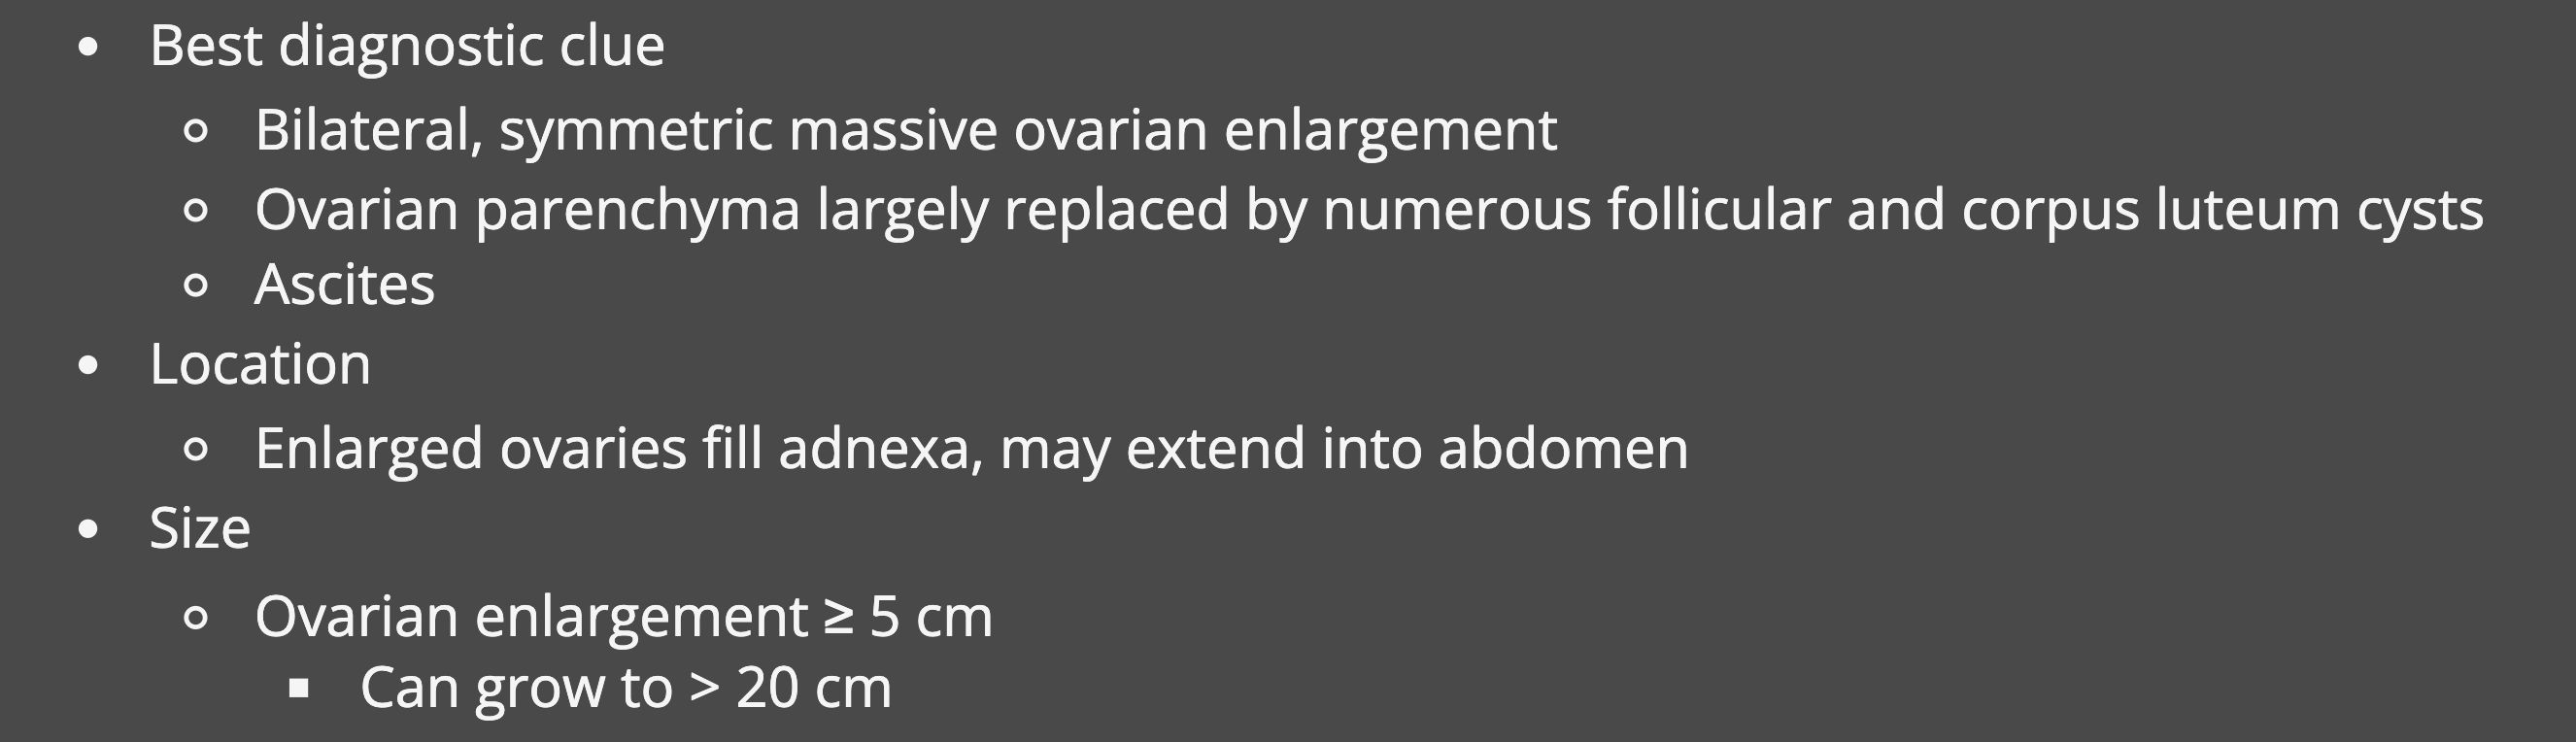 • Best diagnostic clue
○ Bilateral, symmetric massive ovarian enlargement
○ Ovarian parenchyma largely replaced by numerous follicular and corpus luteum cysts
○ Ascites
• Location
○ Enlarged ovaries fill adnexa, may extend into abdomen
• Size
○ Ovarian enlargement ≥ 5 cm
▪ Can grow to > 20 cm